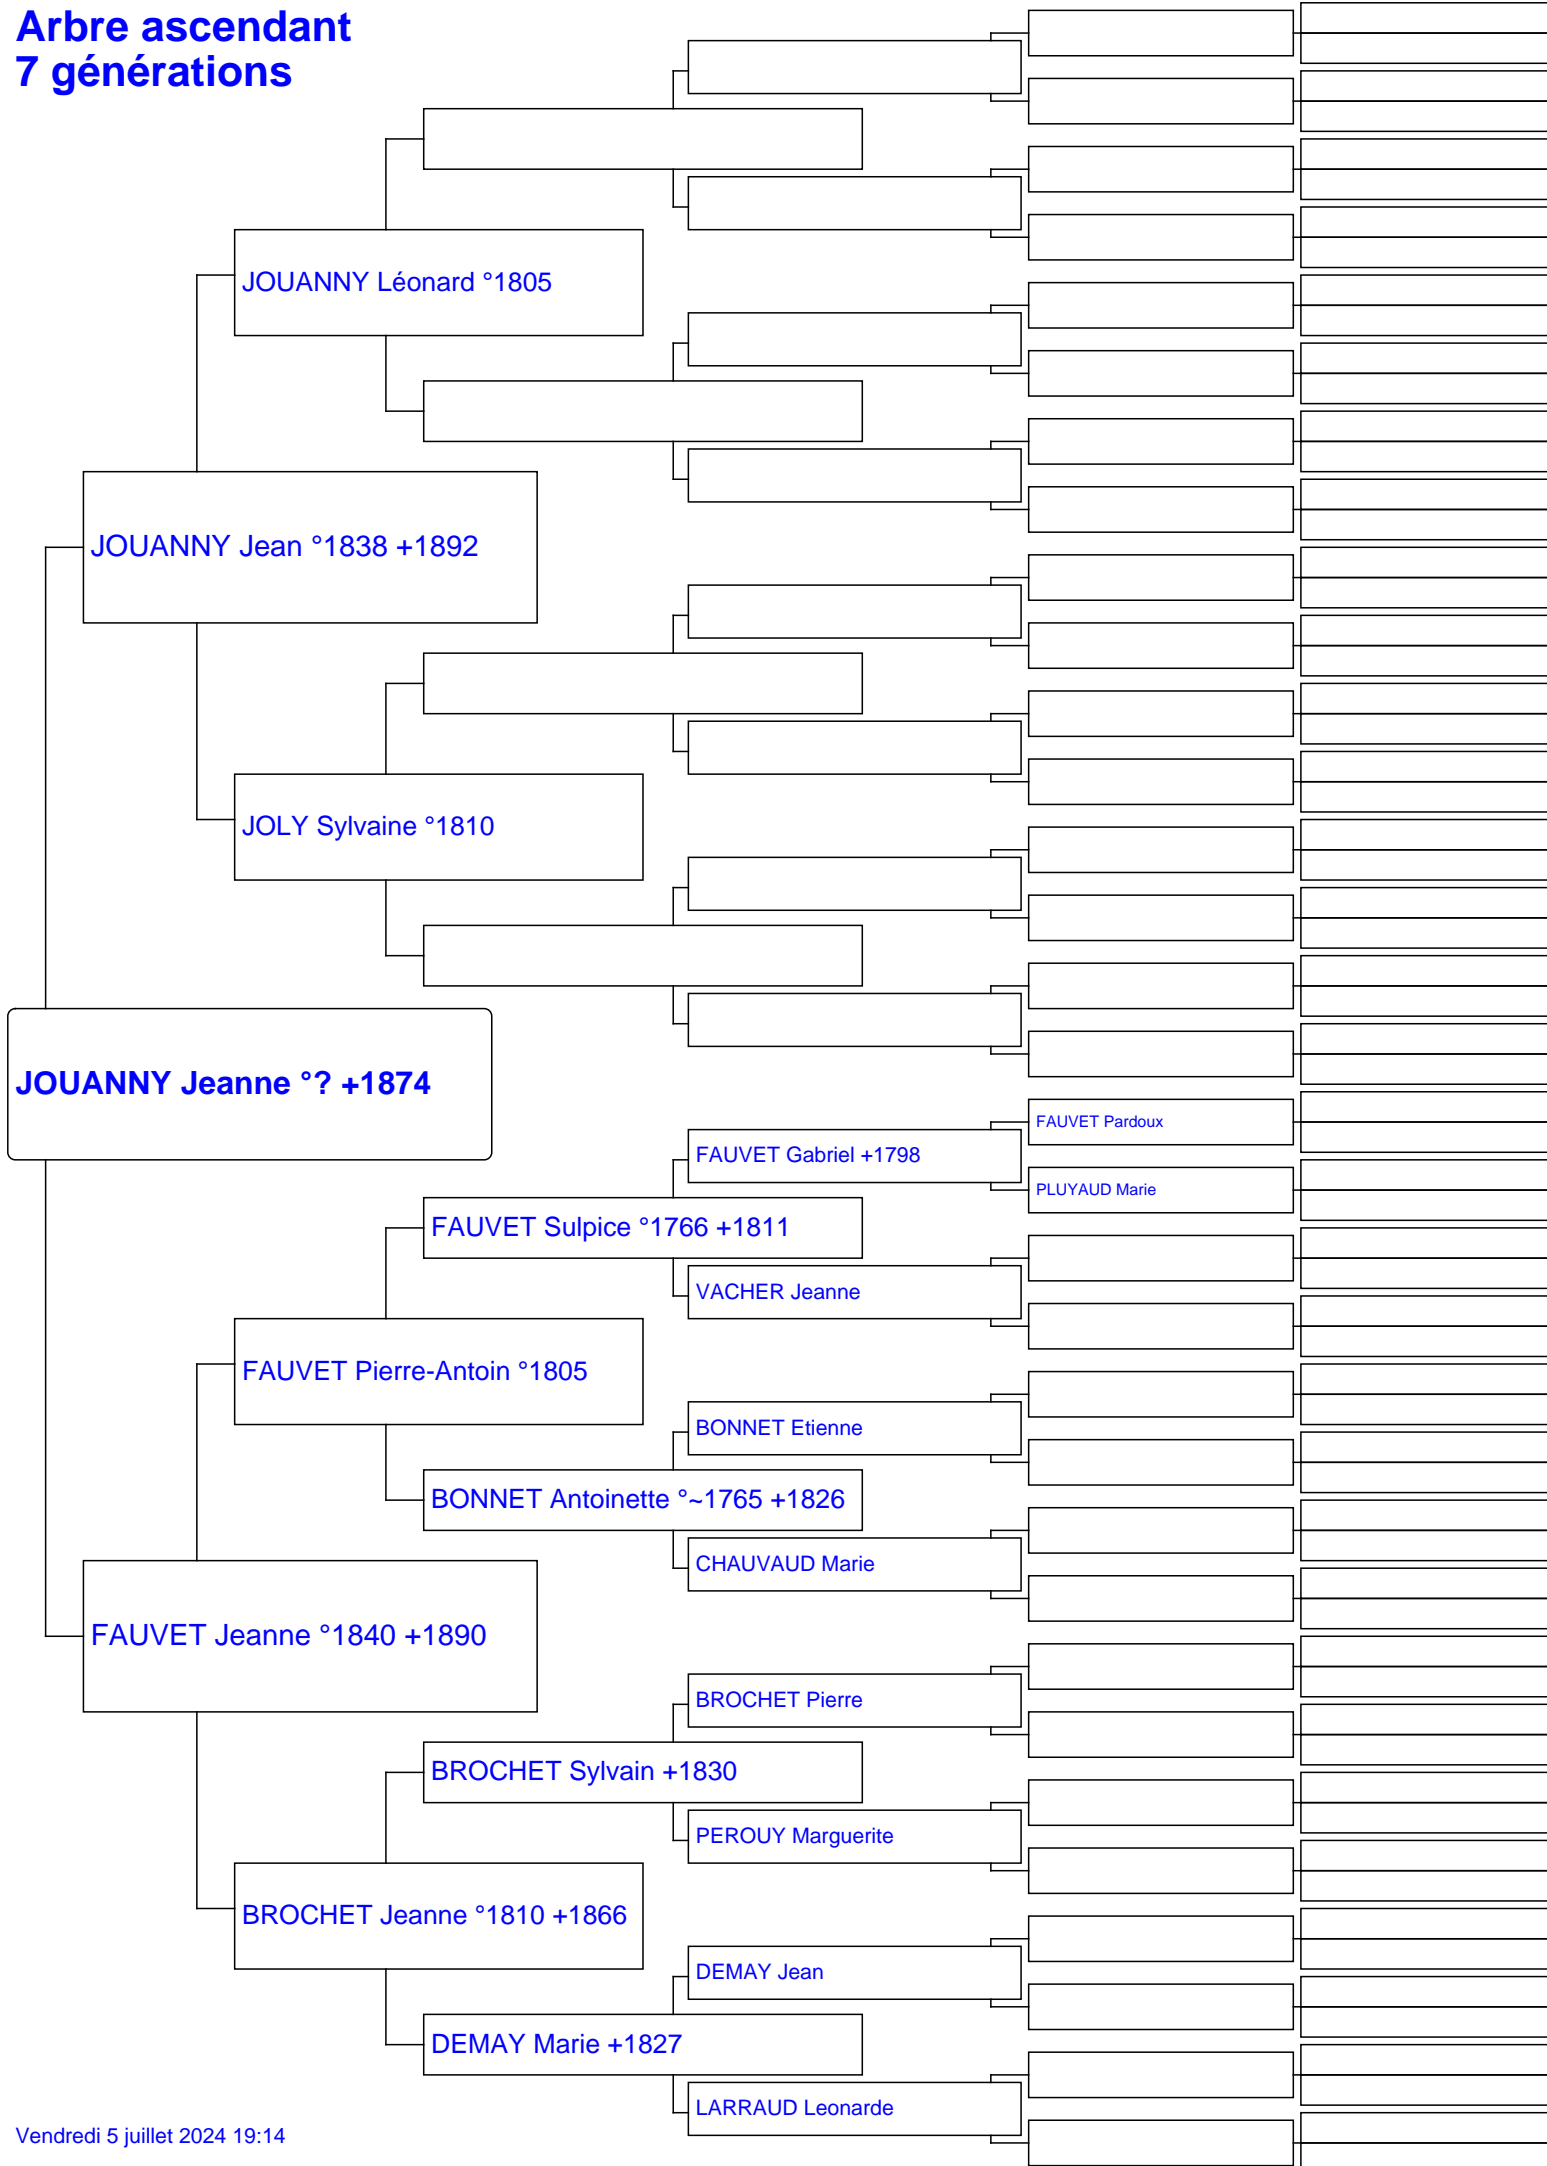 Arbre ascendant
7 générations
JOUANNY Léonard °1805
JOUANNY Jean °1838 +1892
JOLY Sylvaine °1810
JOUANNY Jeanne °? +1874
FAUVET Pardoux
FAUVET Gabriel +1798
PLUYAUD Marie
FAUVET Sulpice °1766 +1811
VACHER Jeanne
FAUVET Pierre-Antoin °1805
BONNET Etienne
BONNET Antoinette °~1765 +1826
CHAUVAUD Marie
FAUVET Jeanne °1840 +1890
BROCHET Pierre
BROCHET Sylvain +1830
PEROUY Marguerite
BROCHET Jeanne °1810 +1866
DEMAY Jean
DEMAY Marie +1827
LARRAUD Leonarde
Vendredi 5 juillet 2024 19:14